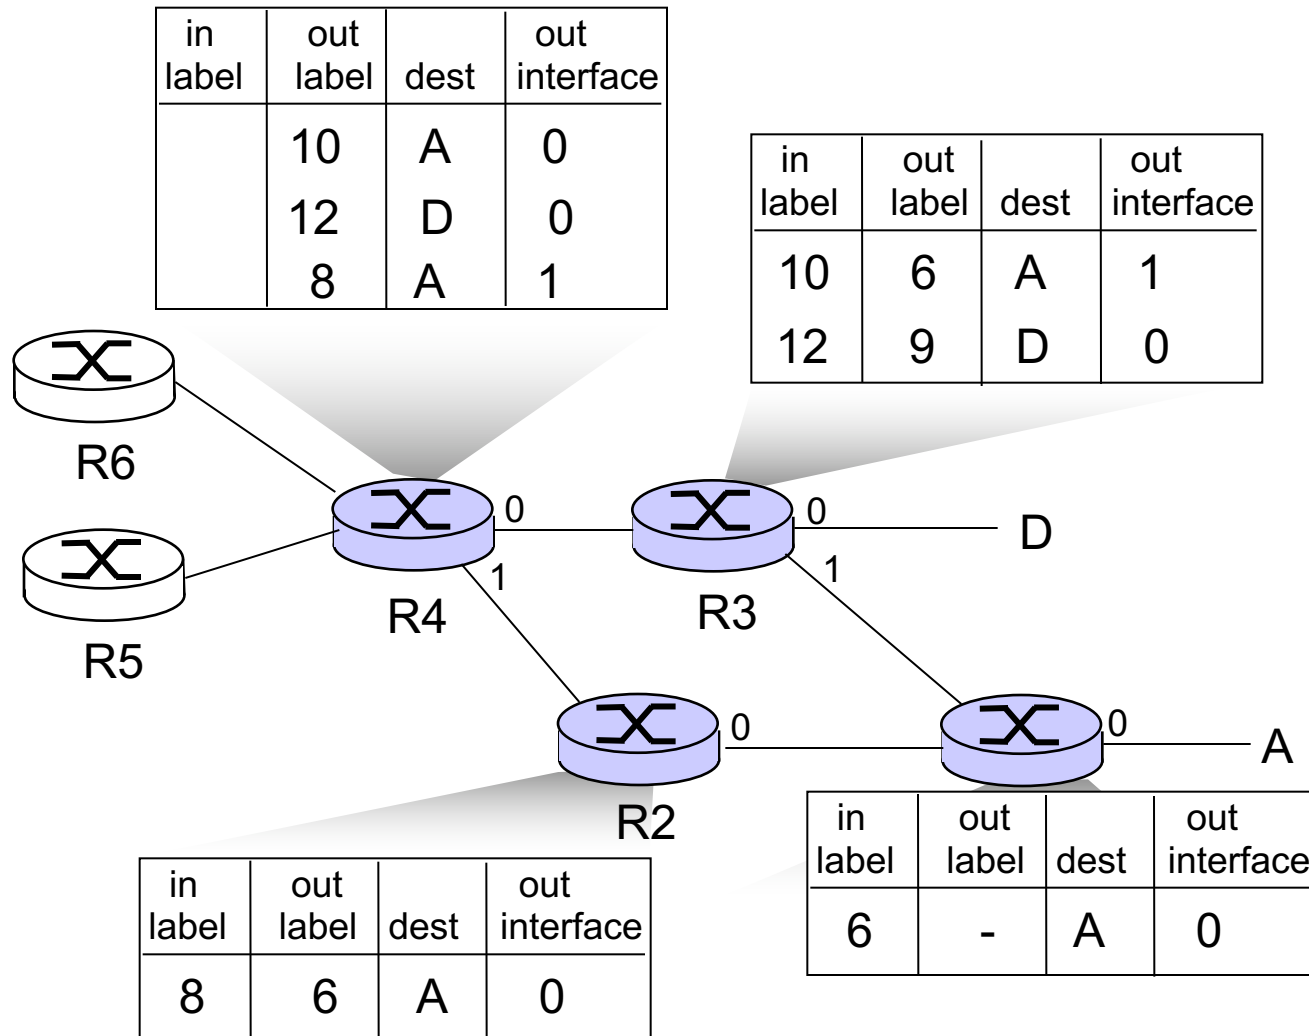 in out out
label label dest interface
10 A 0
12 D 0
8 A 1
in out out
label label dest interface
10 6 A 1
12 9 D 0
R6
R5
R4
0
1
R3
0
1
D
R2
0
0
A
in out out
label label dest interface
8 6 A 0
in out out
label label dest interface
6 - A 0